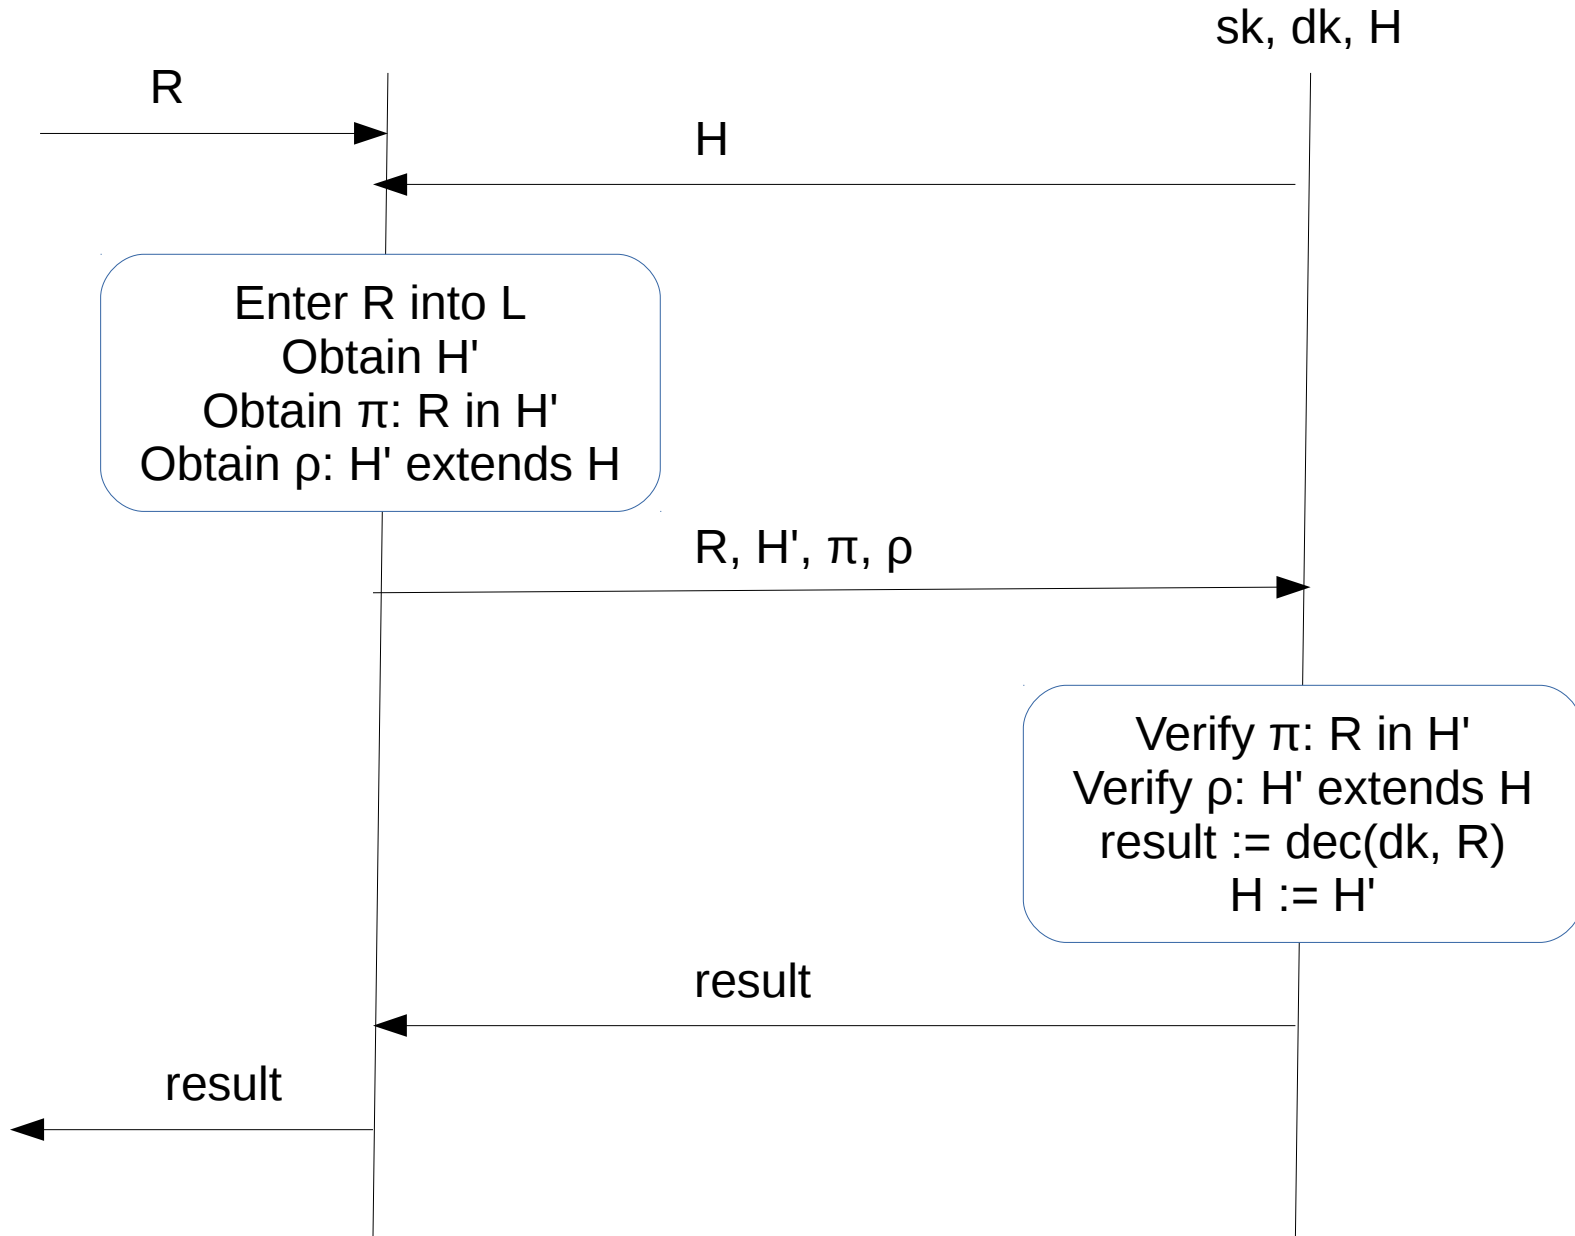 sk, dk, H
R
H
Enter R into L
Obtain H'
Obtain π: R in H'
Obtain ρ: H' extends H
R, H', π, ρ
Verify π: R in H'
Verify ρ: H' extends H
result := dec(dk, R)
H := H'
result
result